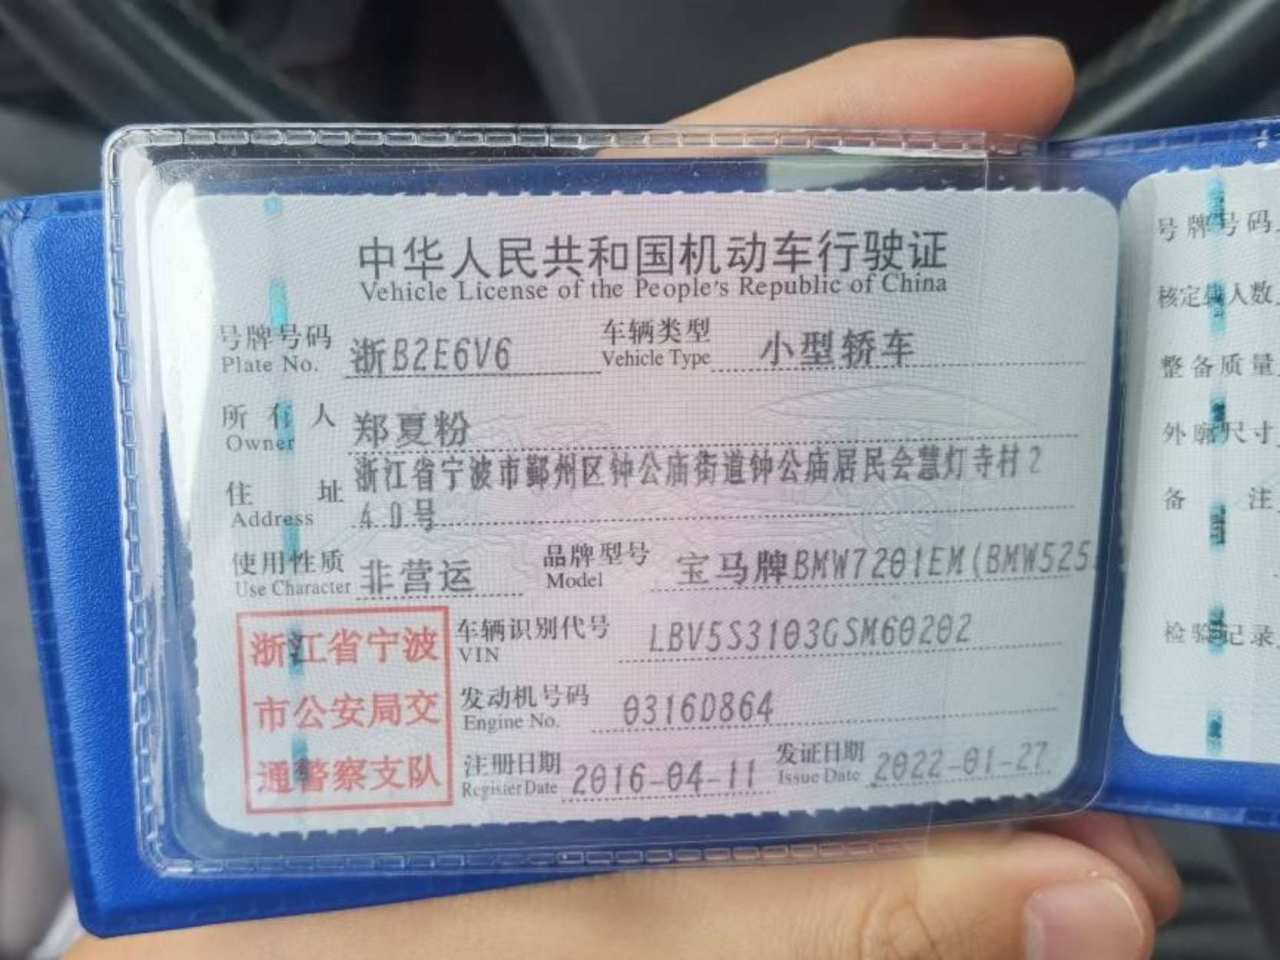 中华人民共和国机动车行驶证
Vehicle License of the People's Republic of China
号牌号码 浙B2E6V6 车辆类型 小型轿车
Plate No. Vehicle Type
所有人 郑夏粉
Owner
住址 浙江省宁波市鄞州区钟公庙街道钟公庙居民会慧灯寺村2
Address 40号
使用性质 非营运 品牌型号 宝马牌BMW7201EM(BMW525
Use Character Model
浙江省宁波
市公安局交
通警察支队
车辆识别代号 LBV5S3103GSM60202
VIN
发动机号码 0316D864
Engine No.
注册日期 2016-04-11 发证日期 2022-01-27
Register Date Issue Date
号牌号码
核定载人数
整备质量
外廓尺寸
备注
检验记录